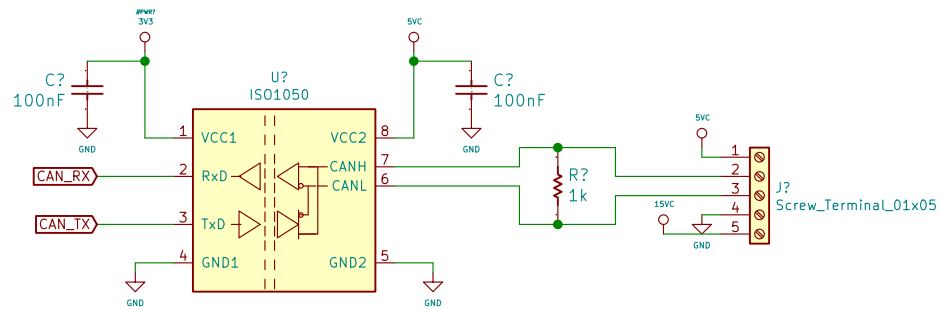 #PWR?
3V3
5VC
C?
100nF
GND
U?
ISO1050
C?
100nF
GND
1
VCC1
VCC2
8
CANH
7
CAN_RX
2
RxD
CANL
6
CAN_TX
3
TxD
4
GND1
GND2
5
GND
GND
R?
1k
5VC
15VC
GND
1
2
3
4
5
J?
Screw_Terminal_01x05